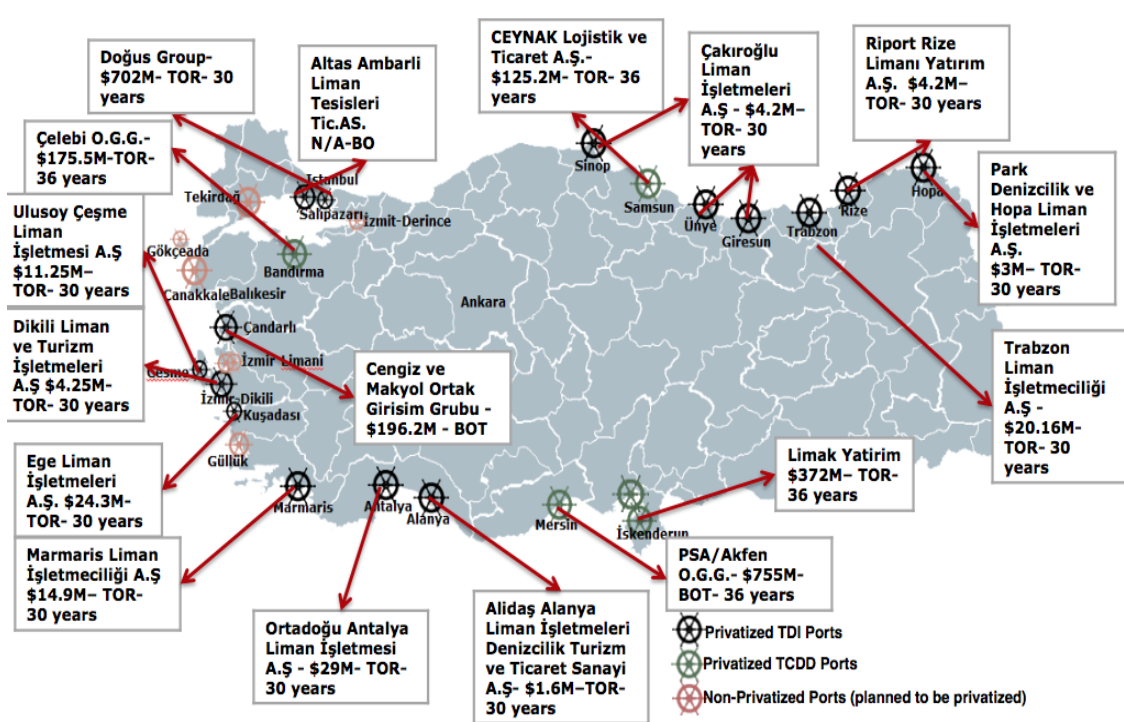 Doğus Group-
$702M- TOR- 30
years
Altas Ambarli
Liman
Tesisleri
Tic.AS.
N/A-BO
CEYNAK Lojistik ve
Ticaret A.Ş.-
$125.2M- TOR- 36
years
Çakıroğlu
Liman
İşletmeleri
A.Ş - $4.2M–
TOR- 30
years
Riport Rize
Limanı Yatırım
A.Ş.  $4.2M–
TOR- 30 years
Çelebi O.G.G.-
$175.5M-TOR-
36 years
Park
Denizcilik ve
Hopa Liman
İşletmeleri
A.Ş.
$3M– TOR-
30 years
Ulusoy Çeşme
Liman
İşletmesi A.Ş
$11.25M–
TOR- 30 years
Dikili Liman
ve Turizm
İşletmeleri
A.Ş $4.25M–
TOR- 30 years
Cengiz ve
Makyol Ortak
Girisim Grubu -
$196.2M - BOT
Trabzon
Liman
İşletmeciliği
A.Ş -
$20.16M–
TOR- 30
years
Ege Liman
İşletmeleri
A.Ş. $24.3M–
TOR- 30 years
Limak Yatirim
$372M– TOR-
36 years
Marmaris Liman
İşletmeciliği A.Ş
$14.9M– TOR-
30 years
PSA/Akfen
O.G.G.- $755M-
BOT- 36 years
Ortadoğu Antalya
Liman İşletmesi
A.Ş - $29M- TOR-
30 years
Alidaş Alanya
Liman İşletmeleri
Denizcilik Turizm
ve Ticaret Sanayi
A.Ş- $1.6M–TOR-
30 years
Tekirdağ
Istanbul
Salıpazarı
İzmit-Derince
Sinop
Samsun
Ünye
Giresun
Trabzon
Rize
Hopa
Gökçeada
Bandırma
Canakkale
Balıkesir
Ankara
Çandarlı
İzmir Limani
Cesme
İzmir-Dikili
Kuşadası
Güllük
Marmaris
Antalya
Alanya
Mersin
İskenderun
Privatized TDI Ports
Privatized TCDD Ports
Non-Privatized Ports (planned to be privatized)